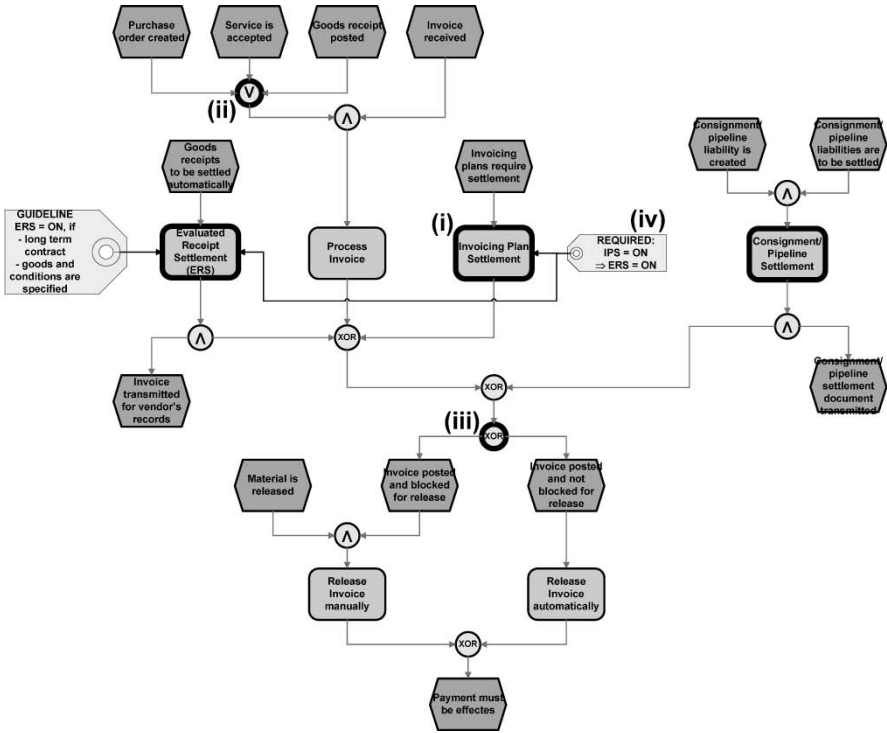 Purchase
order created
Service is
accepted
Goods receipt
posted
Invoice
received
(ii)
V
Λ
Goods
receipts
to be settled
automatically
Invoicing
plans require
settlement
Consignment/
pipeline
liability is
created
Consignment/
pipeline
liabilities are
to be settled
Λ
GUIDELINE
ERS = ON, if
- long term
contract
- goods and
conditions are
specified
Evaluated
Receipt
Settlement
(ERS)
Process
Invoice
(i)
Invoicing Plan
Settlement
(iv)
REQUIRED:
IPS = ON
⇒ ERS = ON
Consignment/
Pipeline
Settlement
Λ
XOR
Λ
Invoice
transmitted
for vendor's
records
XOR
Consignment/
pipeline
settlement
document
transmitted
(iii)
XOR
Material is
released
Invoice posted
and blocked
for release
Invoice posted
and not
blocked for
release
Λ
Release
Invoice
manually
Release
Invoice
automatically
XOR
Payment must
be effectes